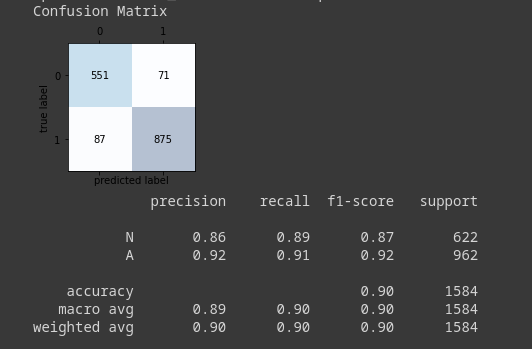 Confusion Matrix
0 1
0 551 71
true label
1 87 875
predicted label
precision recall f1-score support
N 0.86 0.89 0.87 622
A 0.92 0.91 0.92 962
accuracy 0.90 1584
macro avg 0.89 0.90 0.90 1584
weighted avg 0.90 0.90 0.90 1584